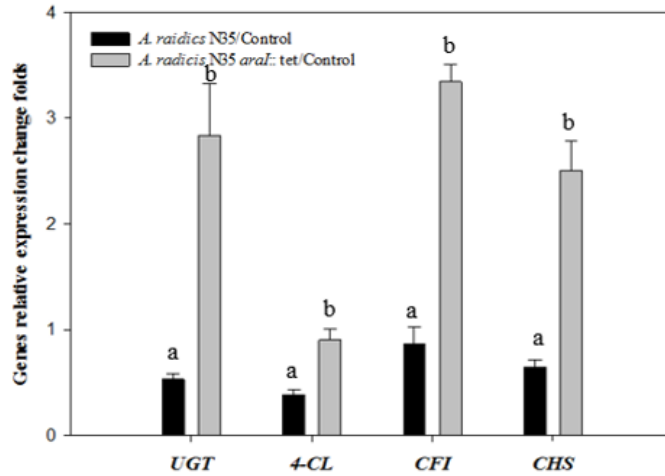 Genes relative expression change folds
4
3
2
1
0
A. raidics N35/Control
A. radicis N35 araI:: tet/Control
b
b
b
b
a
a
a
a
UGT 4-CL CFI CHS